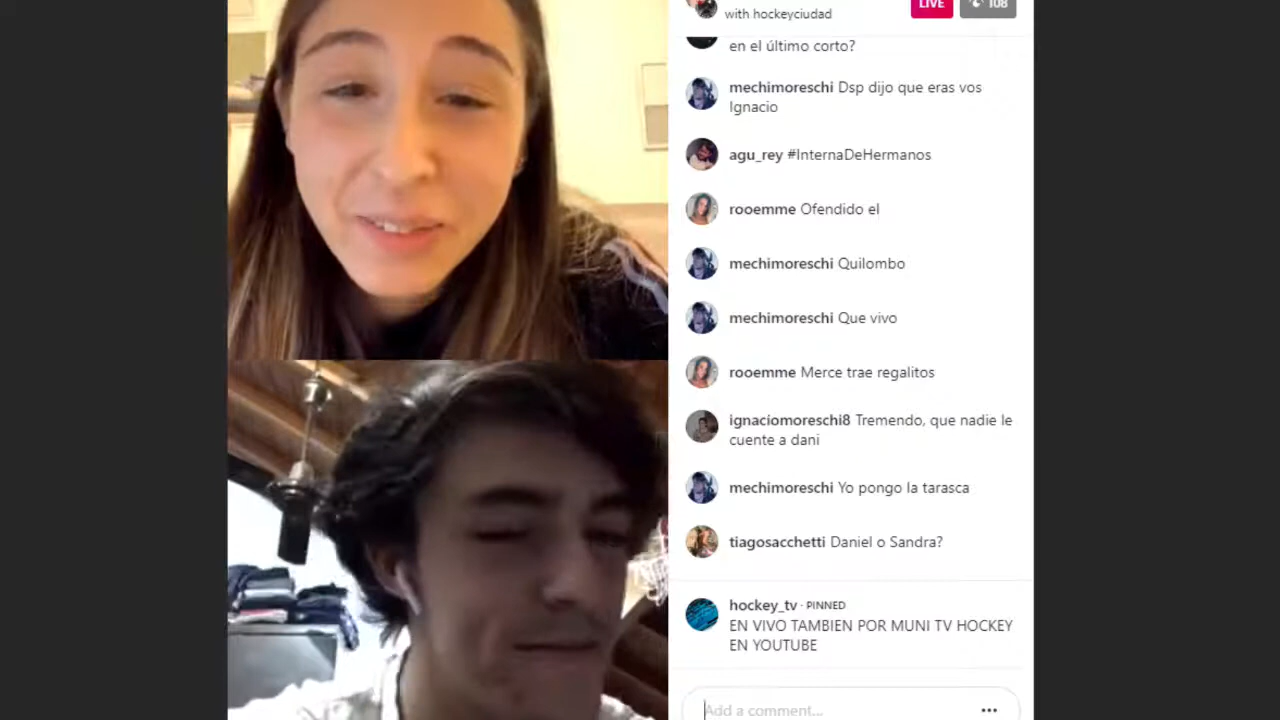 LIVE
108
with hockeyciudad
en el último corto?
mechimoreschi Dsp dijo que eras vos
Ignacio
agu_rey #InternaDeHermanos
rooemme Ofendido el
mechimoreschi Quilombo
mechimoreschi Que vivo
rooemme Merce trae regalitos
ignaciomoreschi8 Tremendo, que nadie le
cuente a dani
mechimoreschi Yo pongo la tarasca
tiagosacchetti Daniel o Sandra?
hockey_tv · PINNED
EN VIVO TAMBIEN POR MUNI TV HOCKEY
EN YOUTUBE
Add a comment...